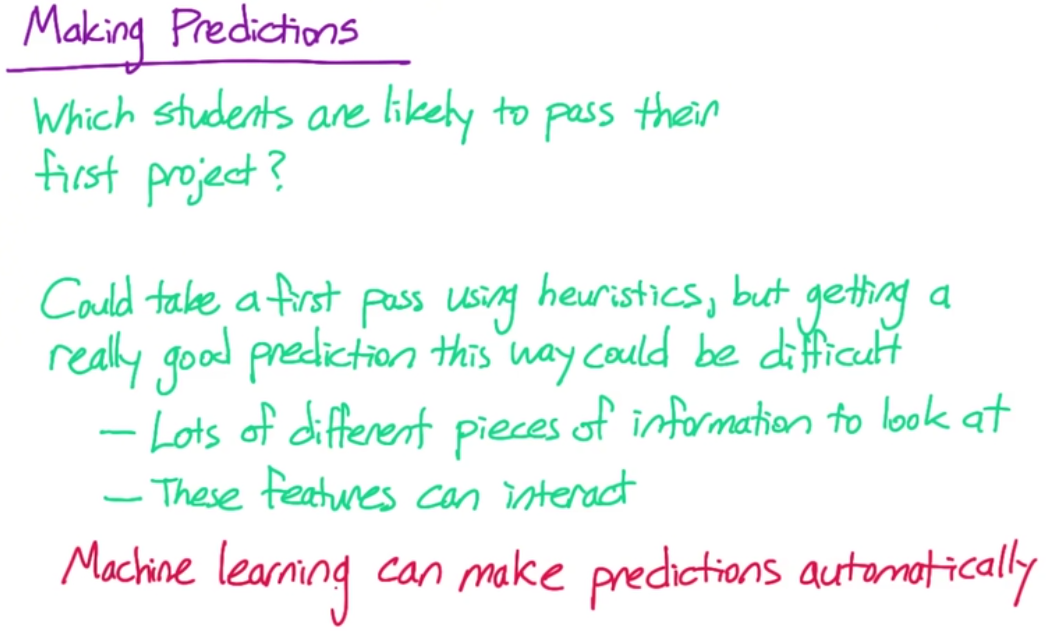 Making Predictions
Which students are likely to pass their
first project?
Could take a first pass using heuristics, but getting a
really good prediction this way could be difficult
— Lots of different pieces of information to look at
— These features can interact
Machine learning can make predictions automatically